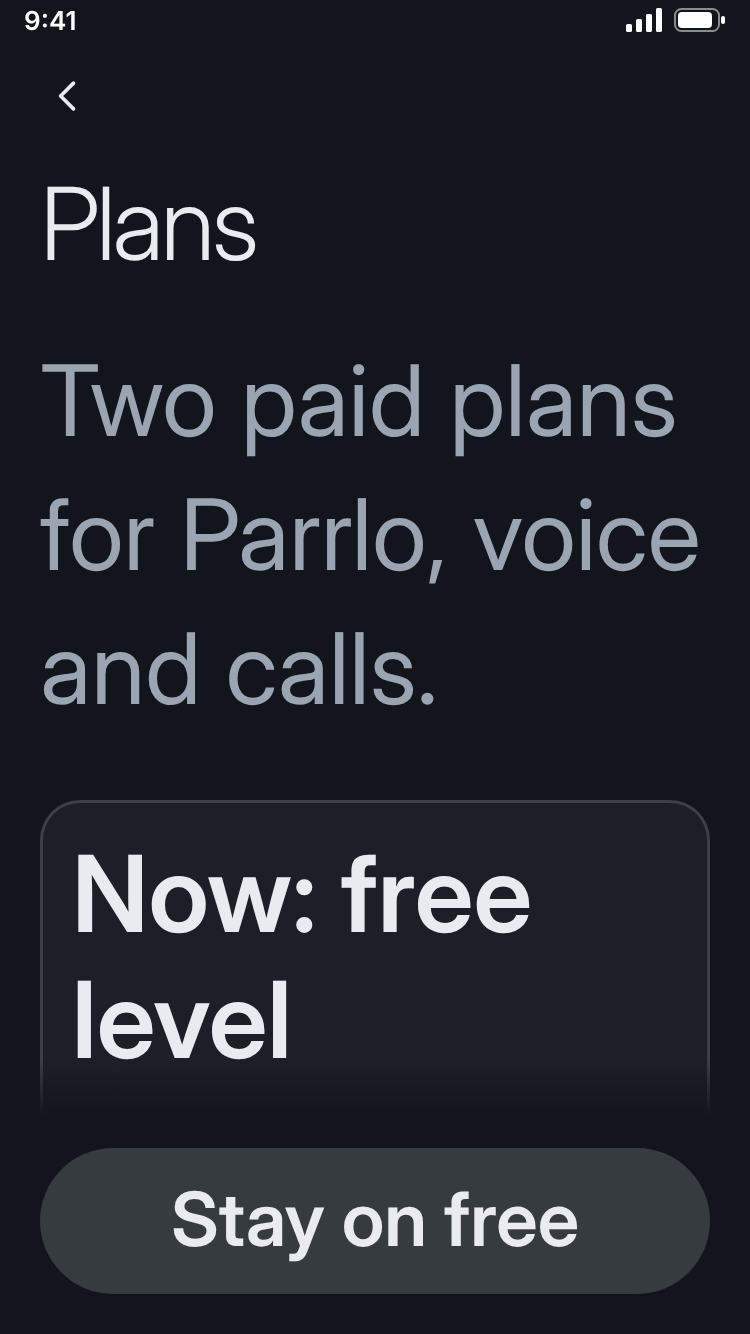 9:41
Plans
Two paid plans
for Parrlo, voice
and calls.
Now: free
level
Stay on free